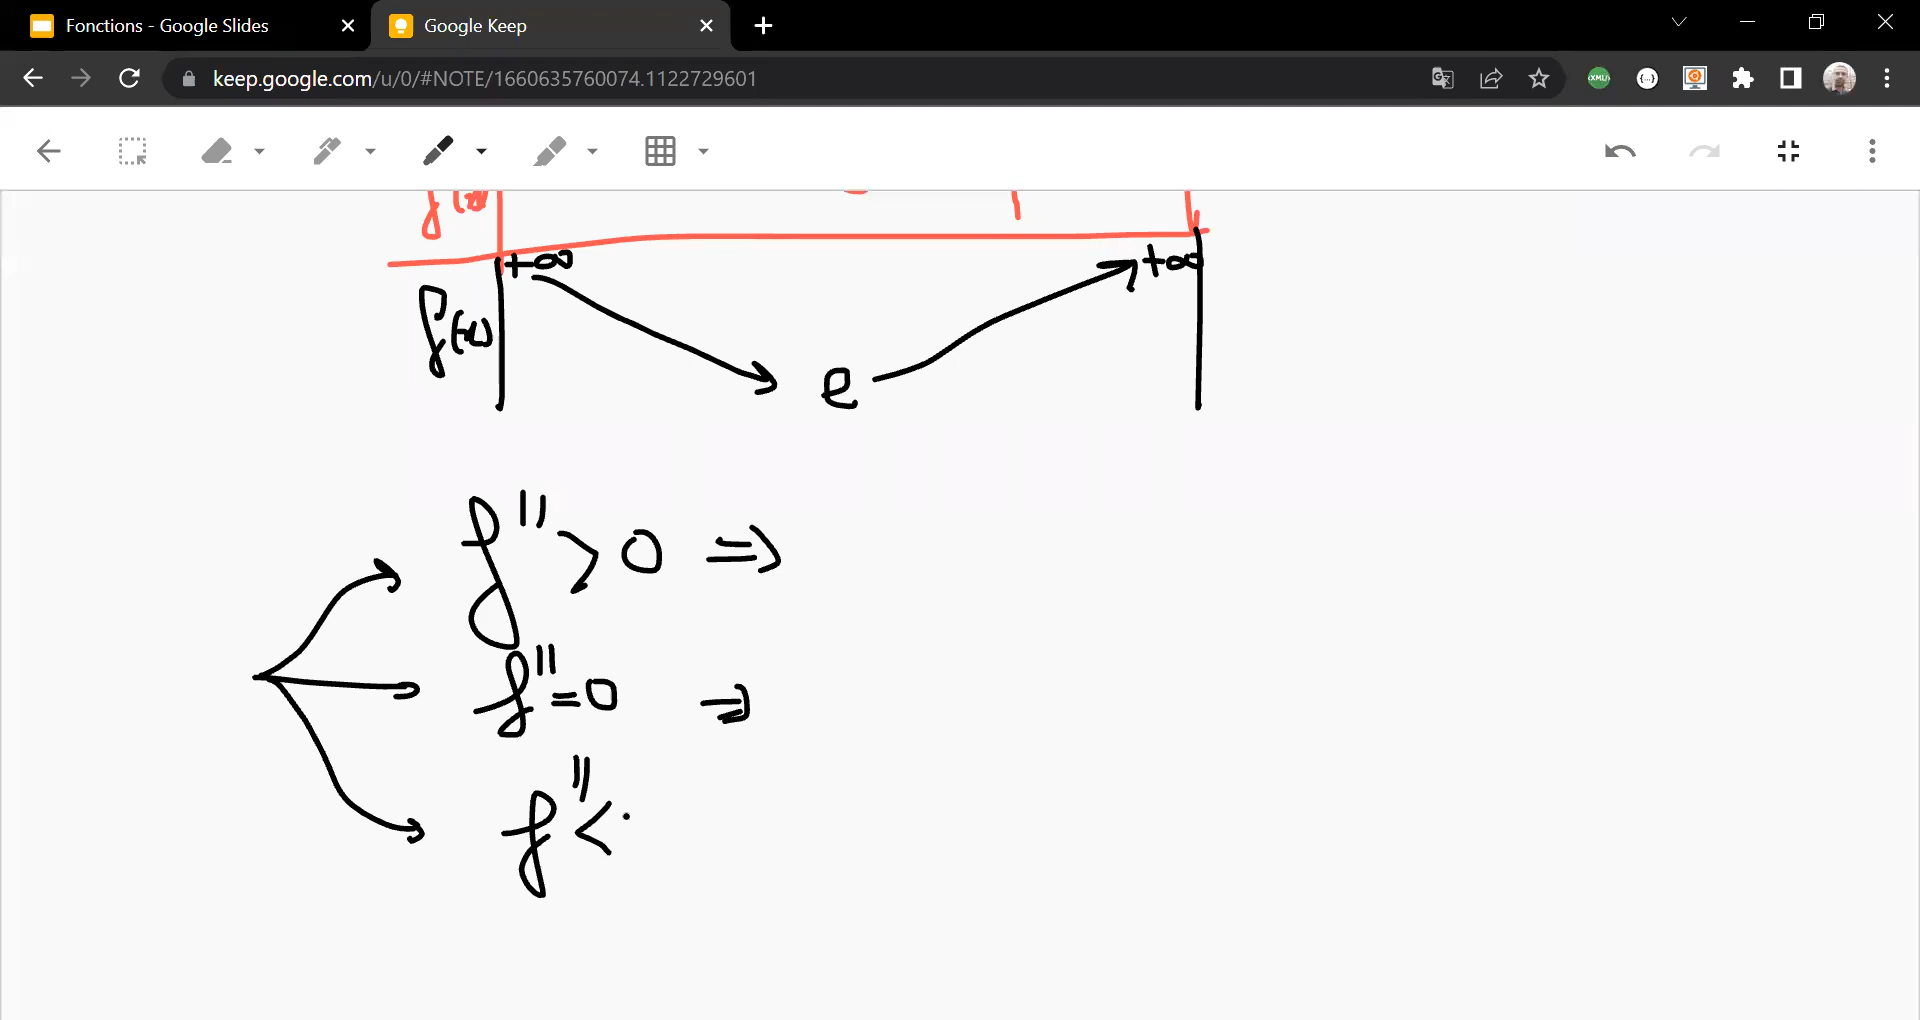 Fonctions - Google Slides
Google Keep
keep.google.com/u/0/#NOTE/1660635760074.1122729601
+∞ +∞
f(x)
e
f'' > 0 ⇒
f'' = 0 ⇒
f'' <